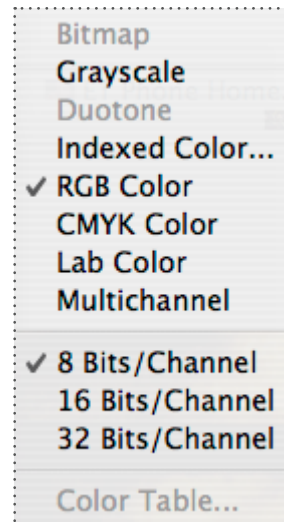 Bitmap
Grayscale
Duotone
Indexed Color...
RGB Color
CMYK Color
Lab Color
Multichannel
8 Bits/Channel
16 Bits/Channel
32 Bits/Channel
Color Table...